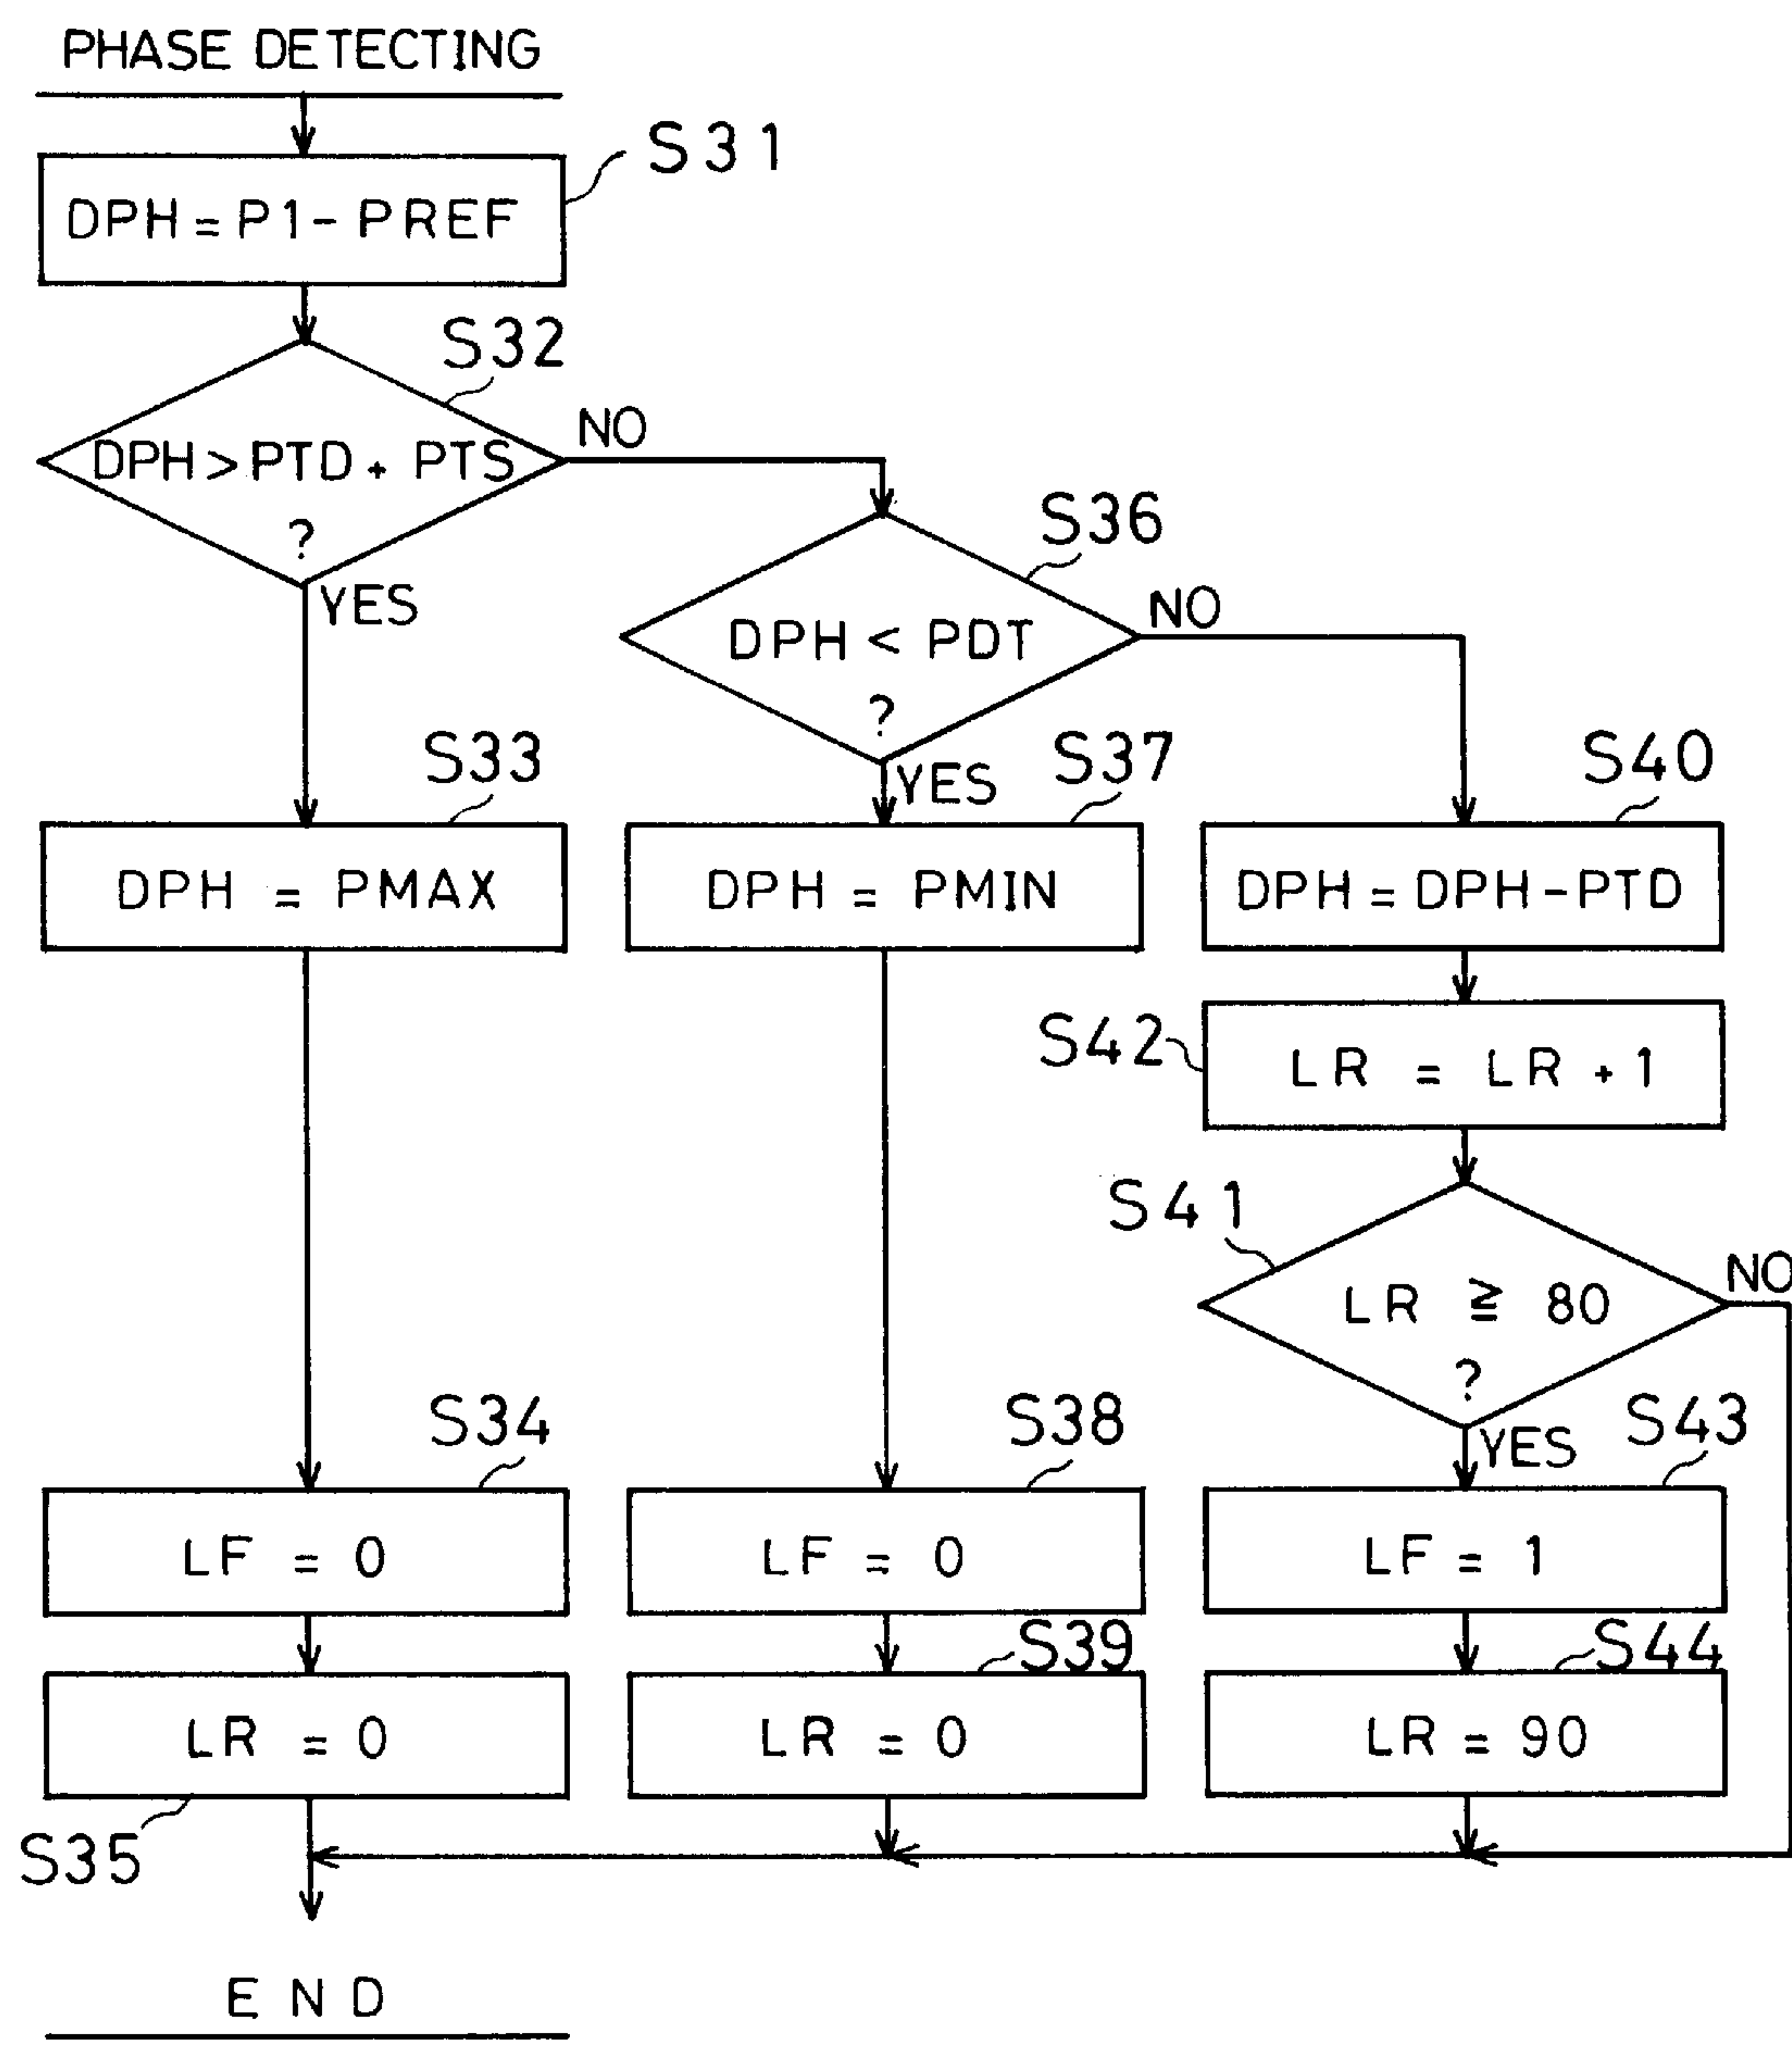 PHASE DETECTING
S31
DPH = P1 - PREF
S32
DPH > PTD + PTS
?
NO
YES
S36
DPH < PDT
?
NO
YES
S33
DPH = PMAX
S37
DPH = PMIN
S40
DPH = DPH - PTD
S42
LR = LR + 1
S41
LR ≧ 80
?
NO
YES
S34
LF = 0
S38
LF = 0
S43
LF = 1
S35
LR = 0
S39
LR = 0
S44
LR = 90
END